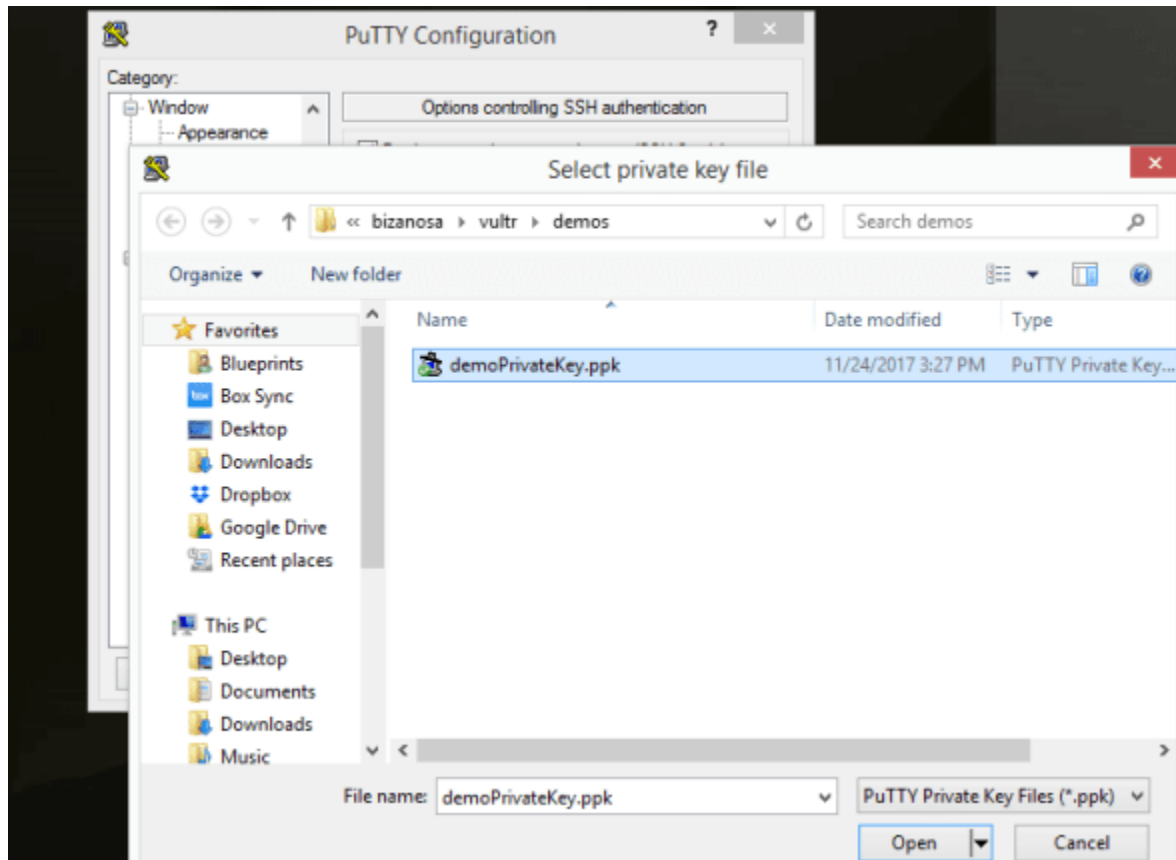 PuTTY Configuration
?
Category:
Window
Appearance
Options controlling SSH authentication
Select private key file
« bizanosa vultr demos
Search demos
Organize
New folder
Name
Date modified
Type
demoPrivateKey.ppk
11/24/2017 3:27 PM
PuTTY Private Key...
Favorites
Blueprints
box
Box Sync
Desktop
Downloads
Dropbox
Google Drive
Recent places
This PC
Desktop
Documents
Downloads
Music
File name:
demoPrivateKey.ppk
PuTTY Private Key Files (*.ppk)
Open
Cancel